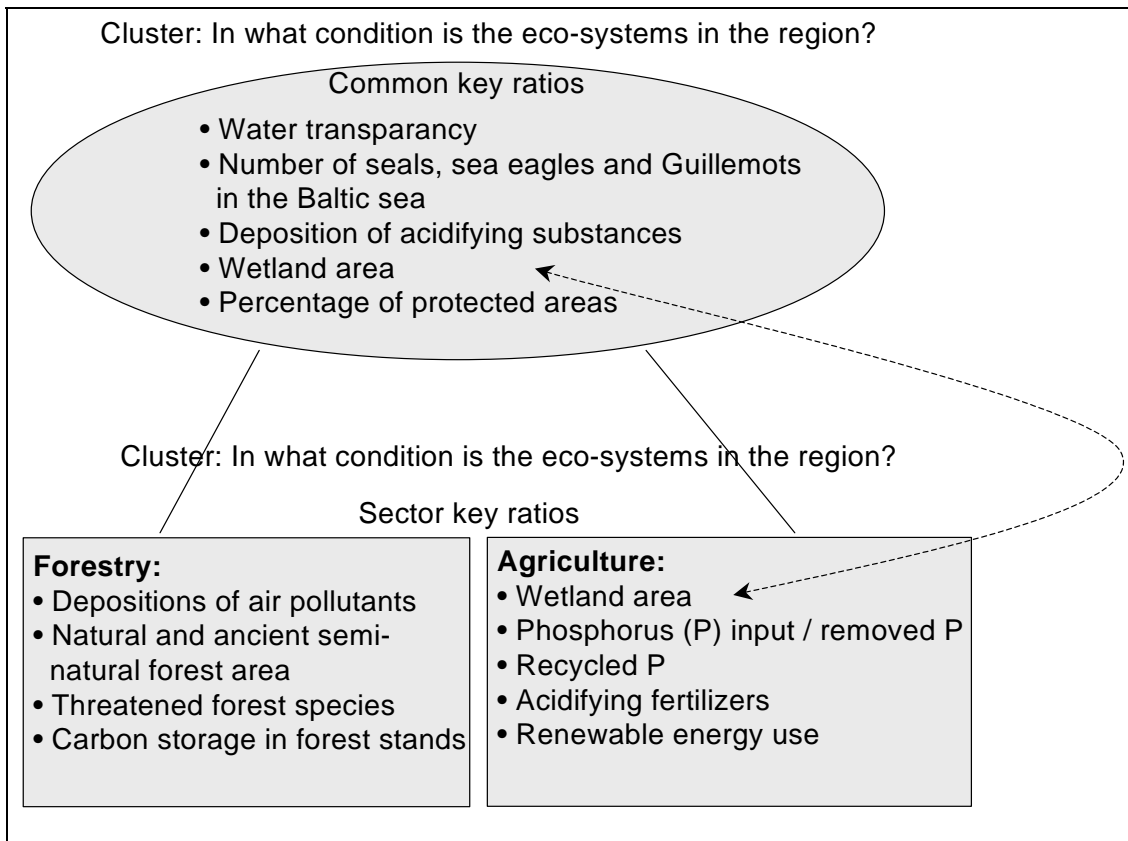 Cluster: In what condition is the eco-systems in the region?
Common key ratios
• Water transparancy
• Number of seals, sea eagles and Guillemots
in the Baltic sea
• Deposition of acidifying substances
• Wetland area
• Percentage of protected areas
Cluster: In what condition is the eco-systems in the region?
Sector key ratios
Forestry:
• Depositions of air pollutants
• Natural and ancient semi-
natural forest area
• Threatened forest species
• Carbon storage in forest stands
Agriculture:
• Wetland area
• Phosphorus (P) input / removed P
• Recycled P
• Acidifying fertilizers
• Renewable energy use